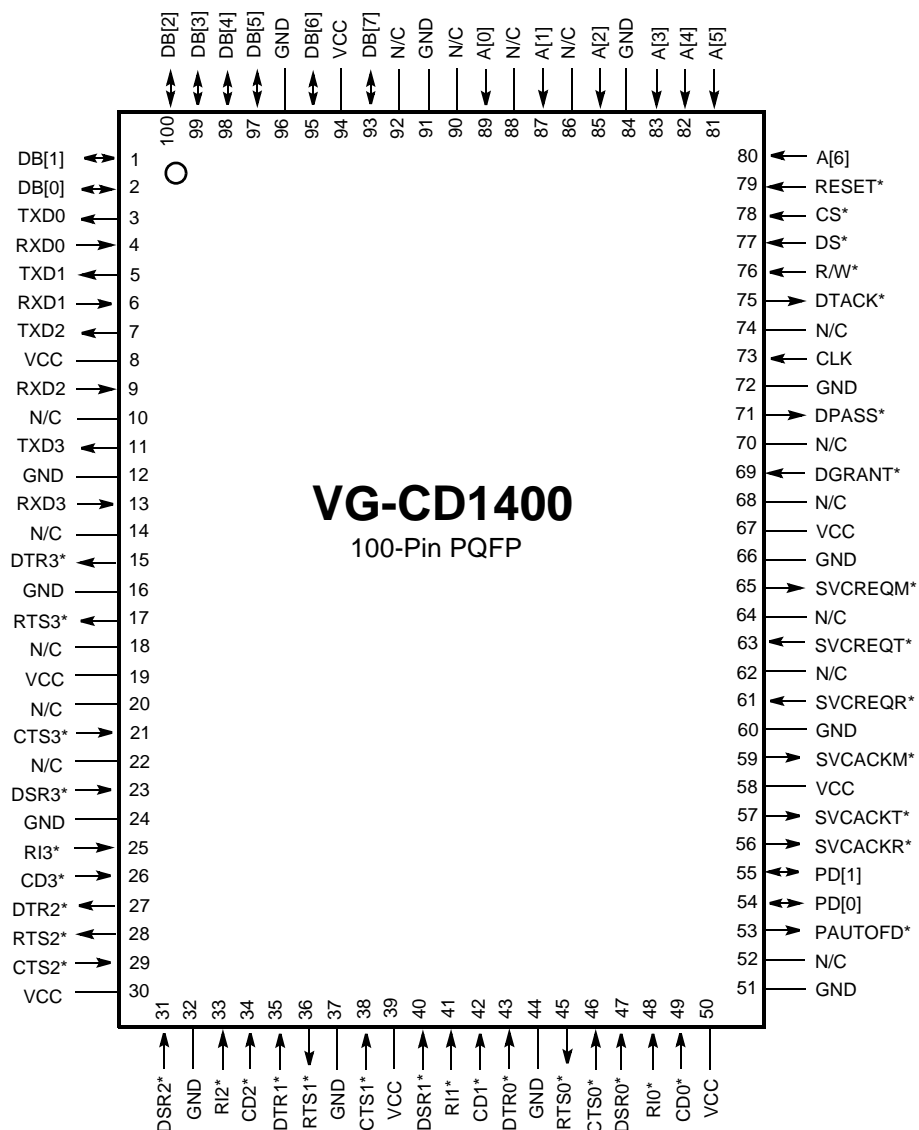 DB[2] DB[3] DB[4] DB[5] GND DB[6] VCC DB[7] N/C GND N/C A[0] N/C A[1] N/C A[2] GND A[3] A[4] A[5]
100 99 98 97 96 95 94 93 92 91 90 89 88 87 86 85 84 83 82 81
DB[1] 1
DB[0] 2
TXD0 3
RXD0 4
TXD1 5
RXD1 6
TXD2 7
VCC 8
RXD2 9
N/C 10
TXD3 11
GND 12
RXD3 13
N/C 14
DTR3* 15
GND 16
RTS3* 17
N/C 18
VCC 19
N/C 20
CTS3* 21
N/C 22
DSR3* 23
GND 24
RI3* 25
CD3* 26
DTR2* 27
RTS2* 28
CTS2* 29
VCC 30
VG-CD1400
100-Pin PQFP
80 A[6]
79 RESET*
78 CS*
77 DS*
76 R/W*
75 DTACK*
74 N/C
73 CLK
72 GND
71 DPASS*
70 N/C
69 DGRANT*
68 N/C
67 VCC
66 GND
65 SVCREQM*
64 N/C
63 SVCREQT*
62 N/C
61 SVCREQR*
60 GND
59 SVCACKM*
58 VCC
57 SVCACKT*
56 SVCACKR*
55 PD[1]
54 PD[0]
53 PAUTOFD*
52 N/C
51 GND
31 32 33 34 35 36 37 38 39 40 41 42 43 44 45 46 47 48 49 50
DSR2* GND RI2* CD2* DTR1* RTS1* GND CTS1* VCC DSR1* RI1* CD1* DTR0* GND RTS0* CTS0* DSR0* RI0* CD0* VCC